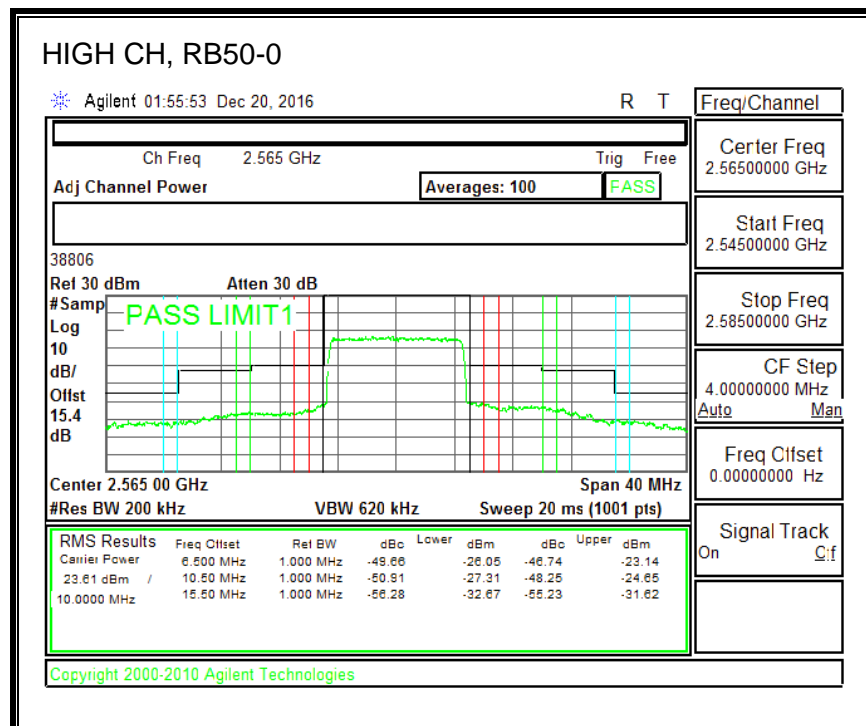 HIGH CH, RB50-0
Agilent 01:55:53 Dec 20, 2016 R T
Freq/Channel
Ch Freq 2.565 GHz Trig Free
Adj Channel Power Averages: 100 PASS
38806
Ref 30 dBm Atten 30 dB
#Samp
Log
10
dB/
Offst
15.4
dB
PASS LIMIT1
Center 2.565 00 GHz Span 40 MHz
#Res BW 200 kHz VBW 620 kHz Sweep 20 ms (1001 pts)
RMS Results Freq Offset Ref BW dBc Lower dBm dBc Upper dBm
Carrier Power 6.500 MHz 1.000 MHz -49.66 -26.05 -46.74 -23.14
23.61 dBm / 10.50 MHz 1.000 MHz -50.91 -27.31 -48.25 -24.65
10.0000 MHz 15.50 MHz 1.000 MHz -56.28 -32.67 -55.23 -31.62
Copyright 2000-2010 Agilent Technologies
Center Freq
2.56500000 GHz
Start Freq
2.54500000 GHz
Stop Freq
2.58500000 GHz
CF Step
4.00000000 MHz
Auto Man
Freq Offset
0.00000000 Hz
Signal Track
On Off